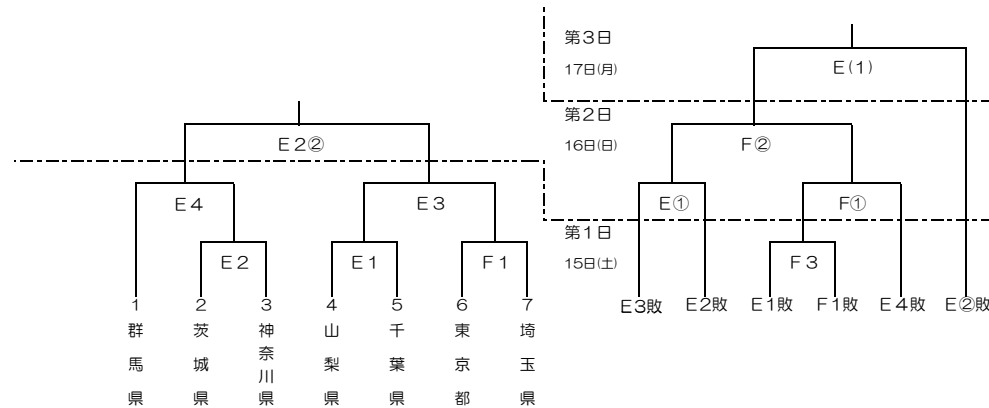 第3日
17日(月)
E(1)
第2日
16日(日)
E2②
F②
E4
E3
E①
F①
第1日
15日(土)
E2
E1
F1
F3
1 2 3 4 5 6 7
E3敗 E2敗 E1敗 F1敗 E4敗 E②敗
群馬県
茨城県
神奈川県
山梨県
千葉県
東京都
埼玉県